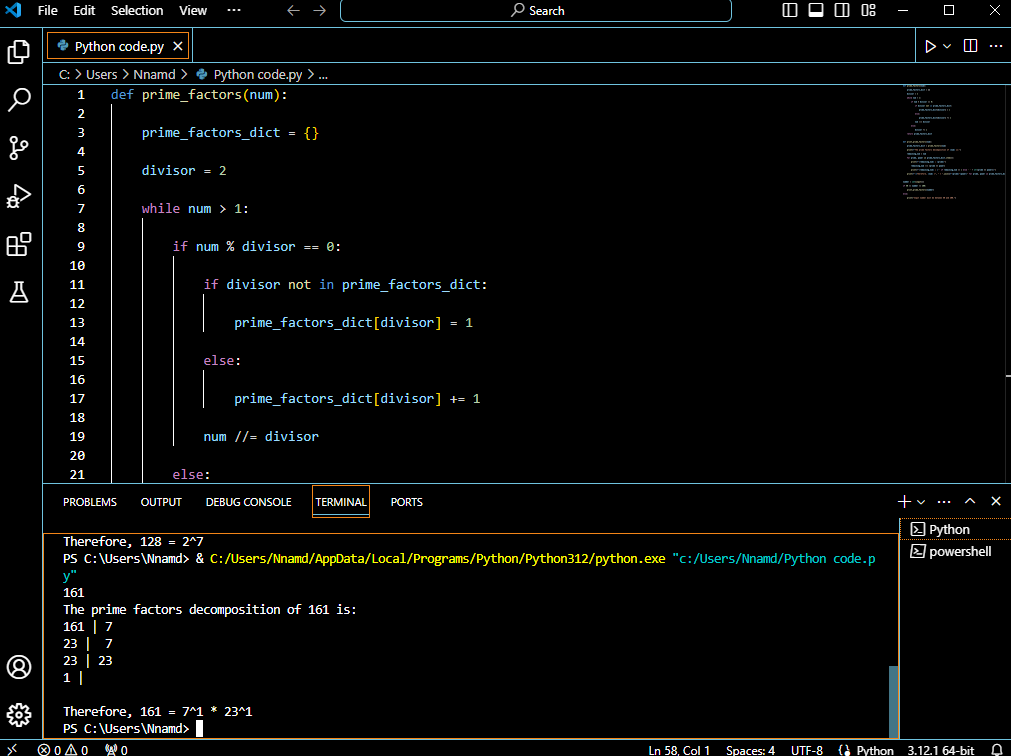 File Edit Selection View ··· Search
Python code.py
C: > Users > Nnamd > Python code.py > ...
1 def prime_factors(num):
2
3 prime_factors_dict = {}
4
5 divisor = 2
6
7 while num > 1:
8
9 if num % divisor == 0:
10
11 if divisor not in prime_factors_dict:
12
13 prime_factors_dict[divisor] = 1
14
15 else:
16
17 prime_factors_dict[divisor] += 1
18
19 num //= divisor
20
21 else:
PROBLEMS OUTPUT DEBUG CONSOLE TERMINAL PORTS
Python
powershell
Therefore, 128 = 2^7
PS C:\Users\Nnamd> & C:/Users/Nnamd/AppData/Local/Programs/Python/Python312/python.exe "c:/Users/Nnamd/Python code.p
y"
161
The prime factors decomposition of 161 is:
161 | 7
23 | 7
23 | 23
1 |
Therefore, 161 = 7^1 * 23^1
PS C:\Users\Nnamd>
0 0 0 Ln 58, Col 1 Spaces: 4 UTF-8 {} Python 3.12.1 64-bit